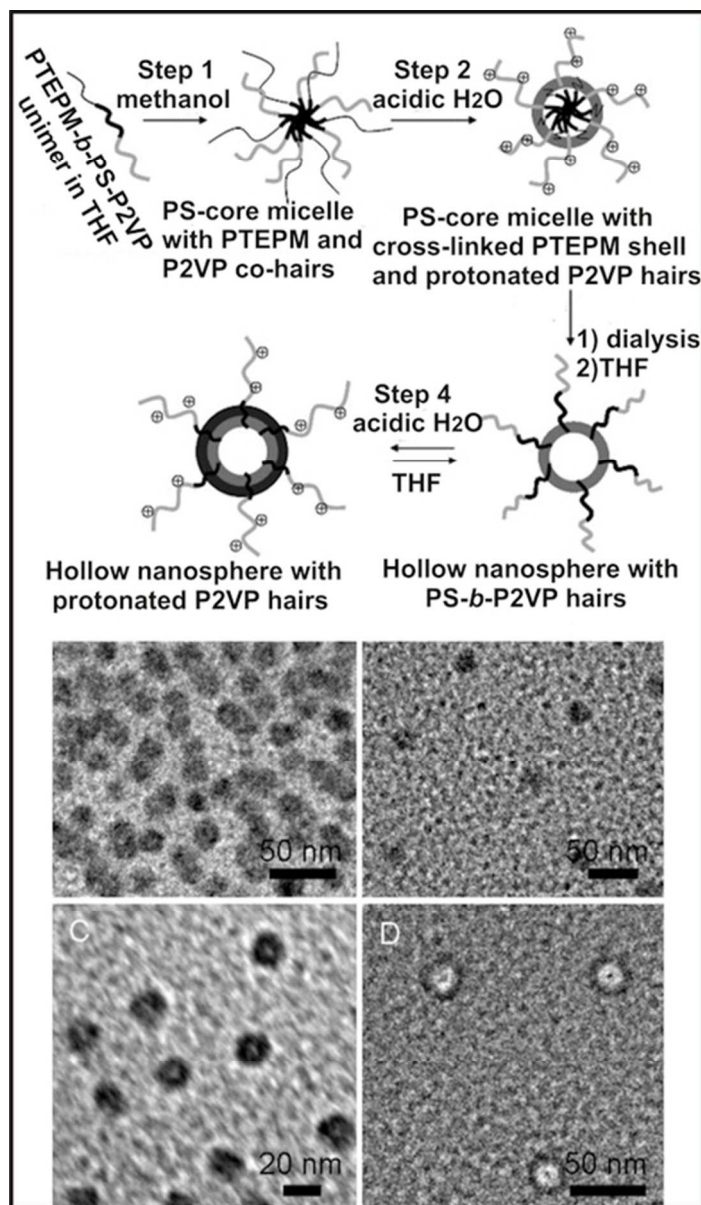 PTEPM-b-PS-P2VP
unimer in THF
Step 1
methanol
PS-core micelle
with PTEPM and
P2VP co-hairs
Step 2
acidic H2O
PS-core micelle with
cross-linked PTEPM shell
and protonated P2VP hairs
1) dialysis
2)THF
Step 4
acidic H2O
THF
Hollow nanosphere with
protonated P2VP hairs
Hollow nanosphere with
PS-b-P2VP hairs
50 nm
50 nm
C
20 nm
D
50 nm